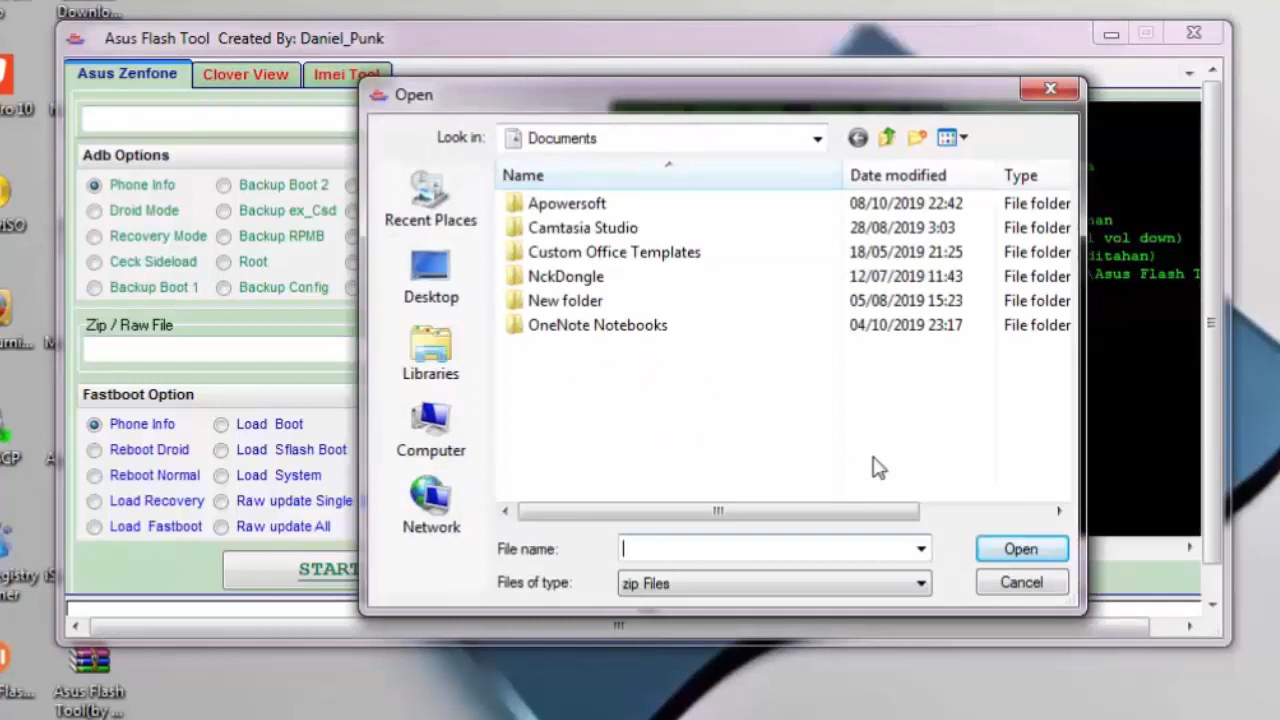 Downlo...
Asus Flash Tool Created By: Daniel_Punk
Asus Zenfone
Clover View
Imei Tool
Open
Look in:
Documents
Name
Date modified
Type
Adb Options
Phone Info
Backup Boot 2
Droid Mode
Backup ex_Csd
Recovery Mode
Backup RPMB
Ceck Sideload
Root
Backup Boot 1
Backup Config
Zip / Raw File
Fastboot Option
Phone Info
Load Boot
Reboot Droid
Load Sflash Boot
Reboot Normal
Load System
Load Recovery
Raw update Single
Load Fastboot
Raw update All
START
Recent Places
Desktop
Libraries
Computer
Network
Apowersoft 08/10/2019 22:42 File folder
Camtasia Studio 28/08/2019 3:03 File folder
Custom Office Templates 18/05/2019 21:25 File folder
NckDongle 12/07/2019 11:43 File folder
New folder 05/08/2019 15:23 File folder
OneNote Notebooks 04/10/2019 23:17 File folder
File name:
Open
Files of type:
zip Files
Cancel
han
l vol down)
ditahan)
\Asus Flash T
Asus Flash
Tool(by ...